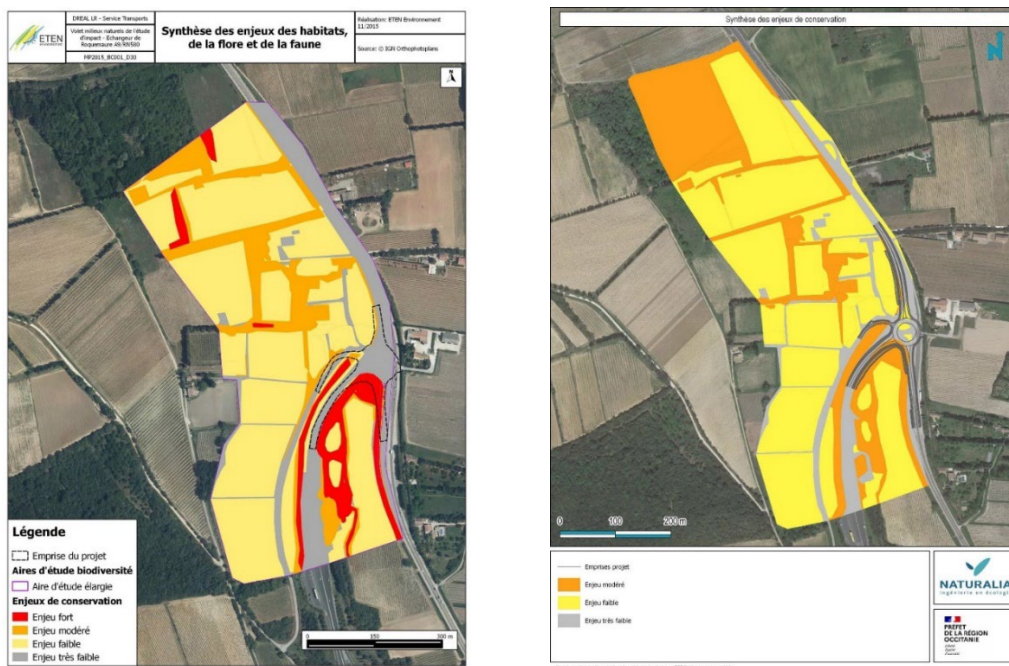 ETEN
DREAL LR - Service Transports
Volet milieux naturels de l'étude
d'impact - Echangeur de
Roquemaure A9/RN580
Synthèse des enjeux des habitats,
de la flore et de la faune
Réalisation: ETEN Environnement
11/2015
Source: © IGN Orthophotoplans
Légende
Emprise du projet
Aires d'étude biodiversité
Aire d'étude élargie
Enjeux de conservation
Enjeu fort
Enjeu modéré
Enjeu faible
Enjeu très faible
0 150 300 m
Synthèse des enjeux de conservation
N
0 100 200 m
Emprises projet
Enjeu modéré
Enjeu faible
Enjeu très faible
NATURALIA
Ingénierie en écologie
PRÉFET
DE LA RÉGION
OCCITANIE